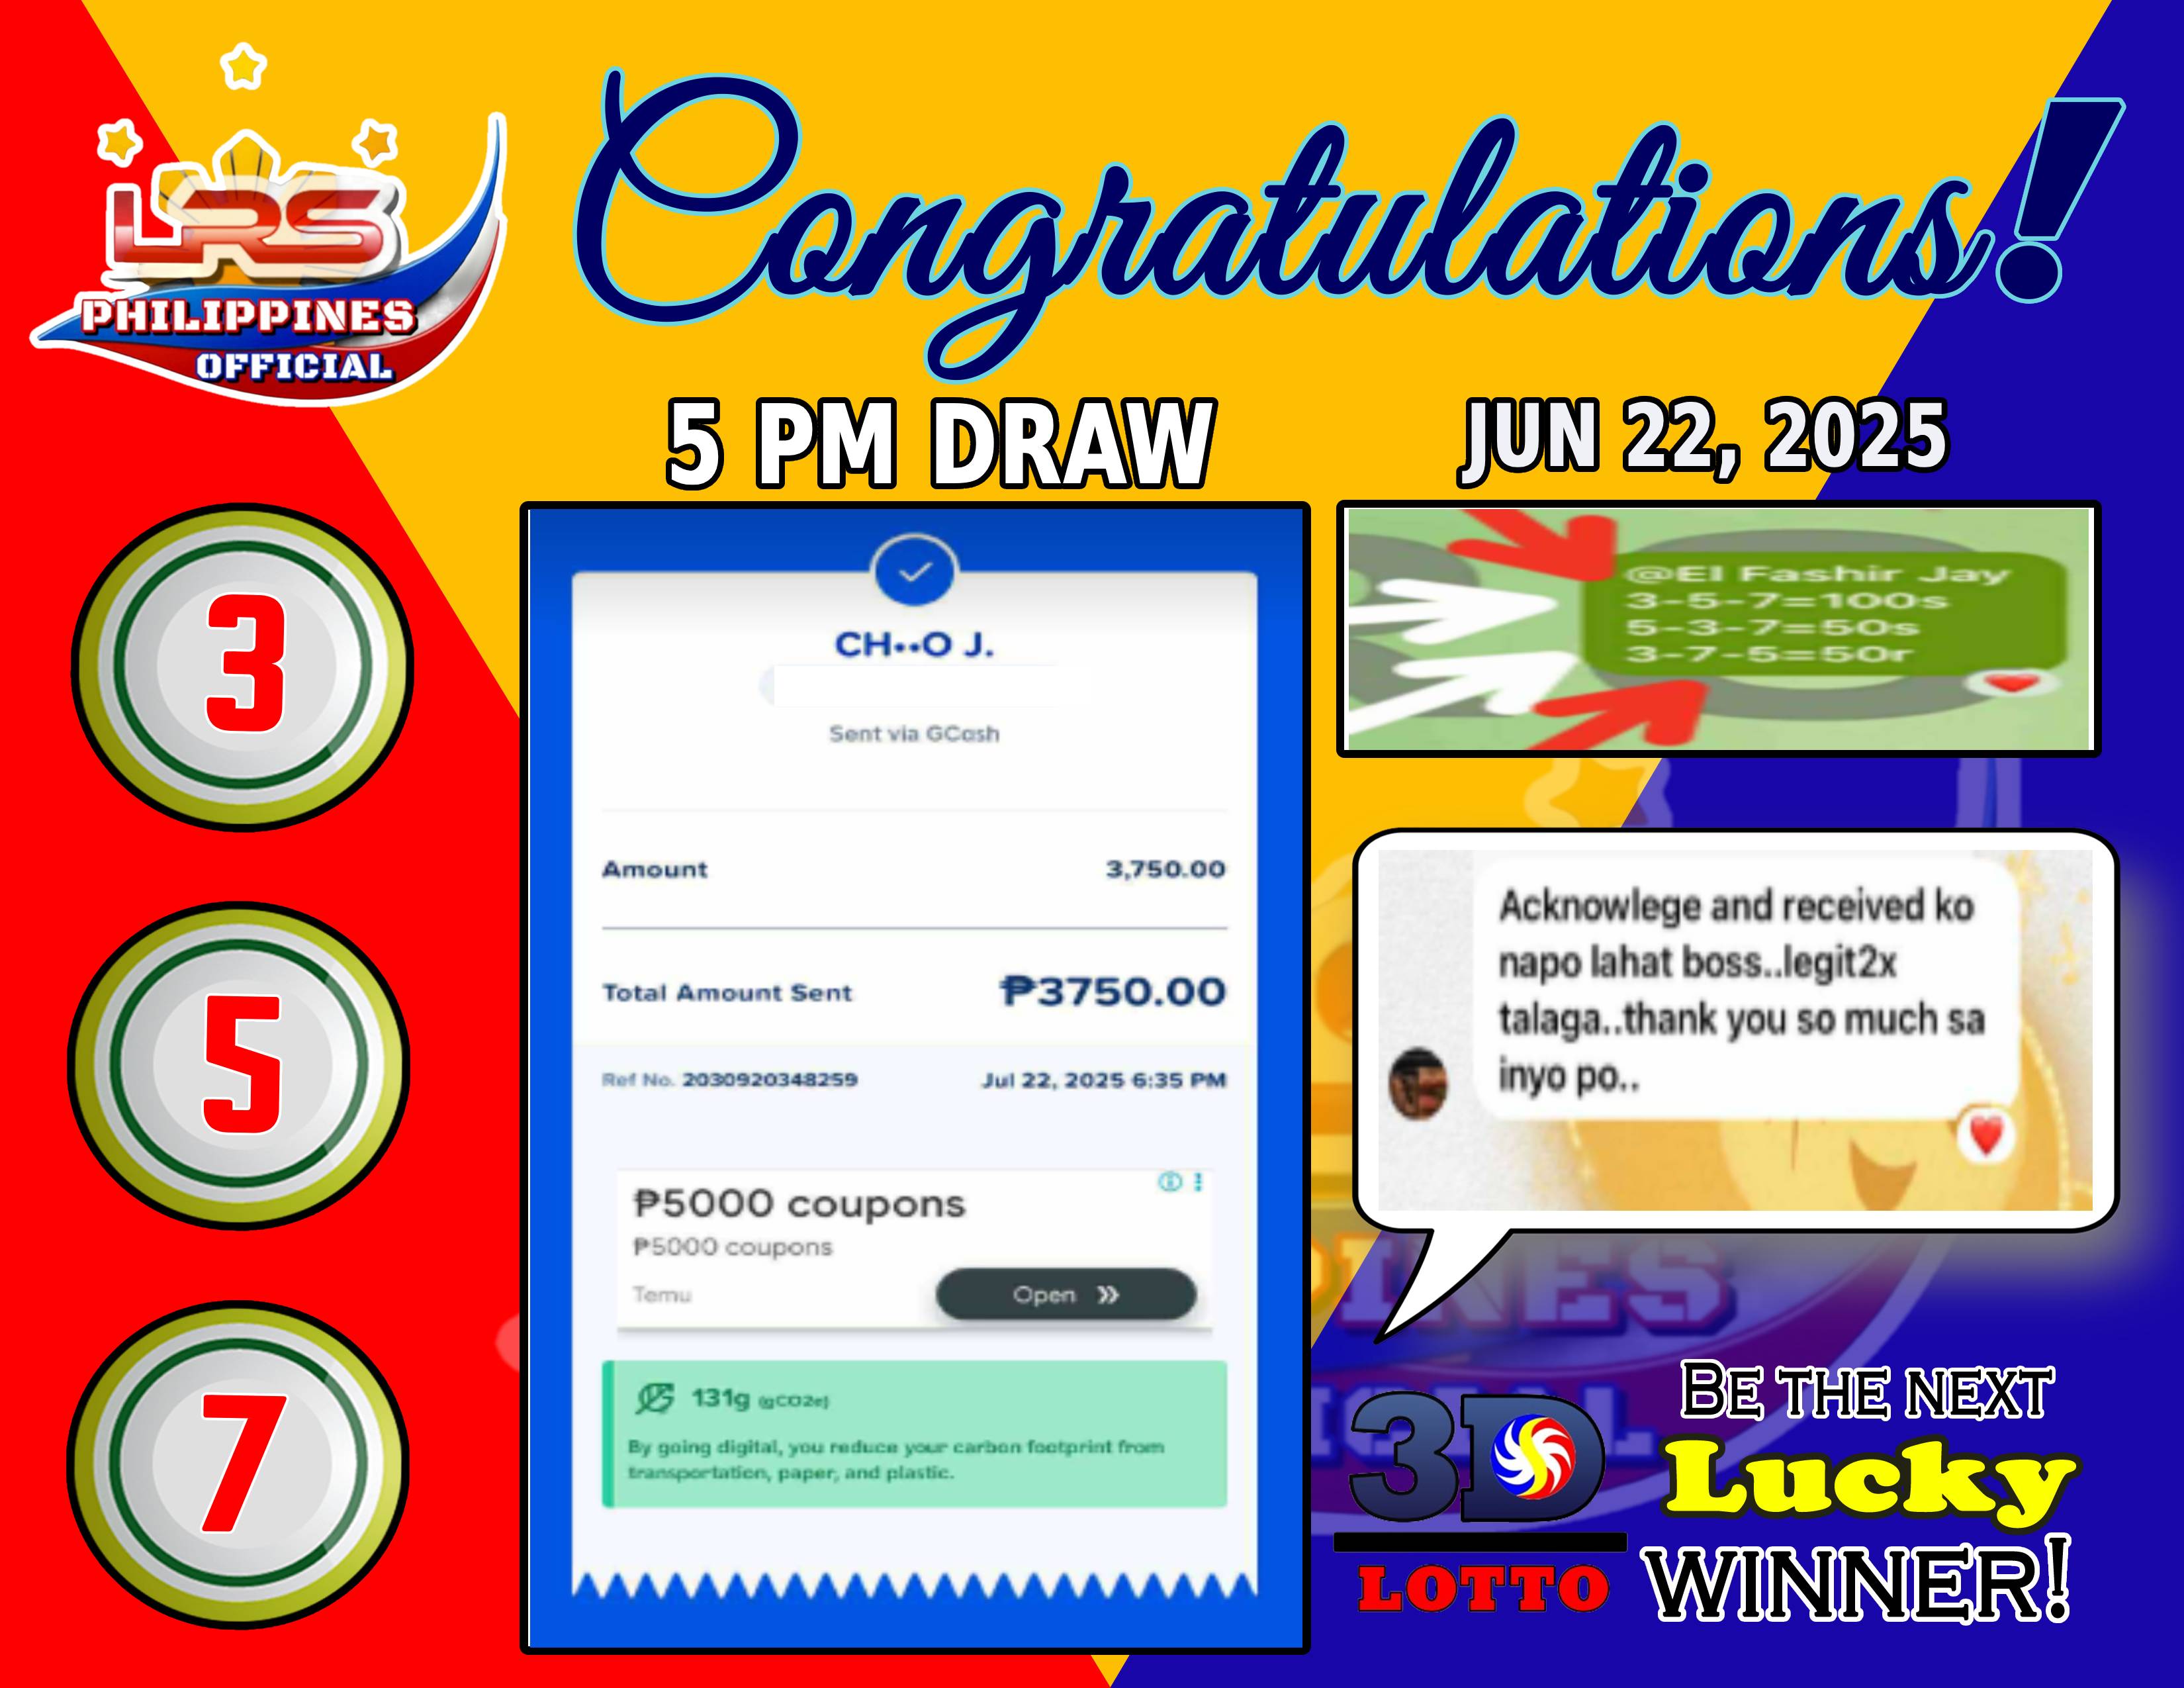 LRS
PHILIPPINES
OFFICIAL
Congratulations!
5 PM DRAW
JUN 22, 2025
3
5
7
CH••O J.
Sent via GCash
Amount 3,750.00
Total Amount Sent ₱3750.00
Ref No. 2030920348259 Jul 22, 2025 6:35 PM
₱5000 coupons
₱5000 coupons
Temu Open »
131g (gCO2e)
By going digital, you reduce your carbon footprint from
transportation, paper, and plastic.
@El Fashir Jay
3-5-7=100s
5-3-7=50s
3-7-5=50r
Acknowlege and received ko
napo lahat boss..legit2x
talaga..thank you so much sa
inyo po..
3D
LOTTO
BE THE NEXT
Lucky
WINNER!